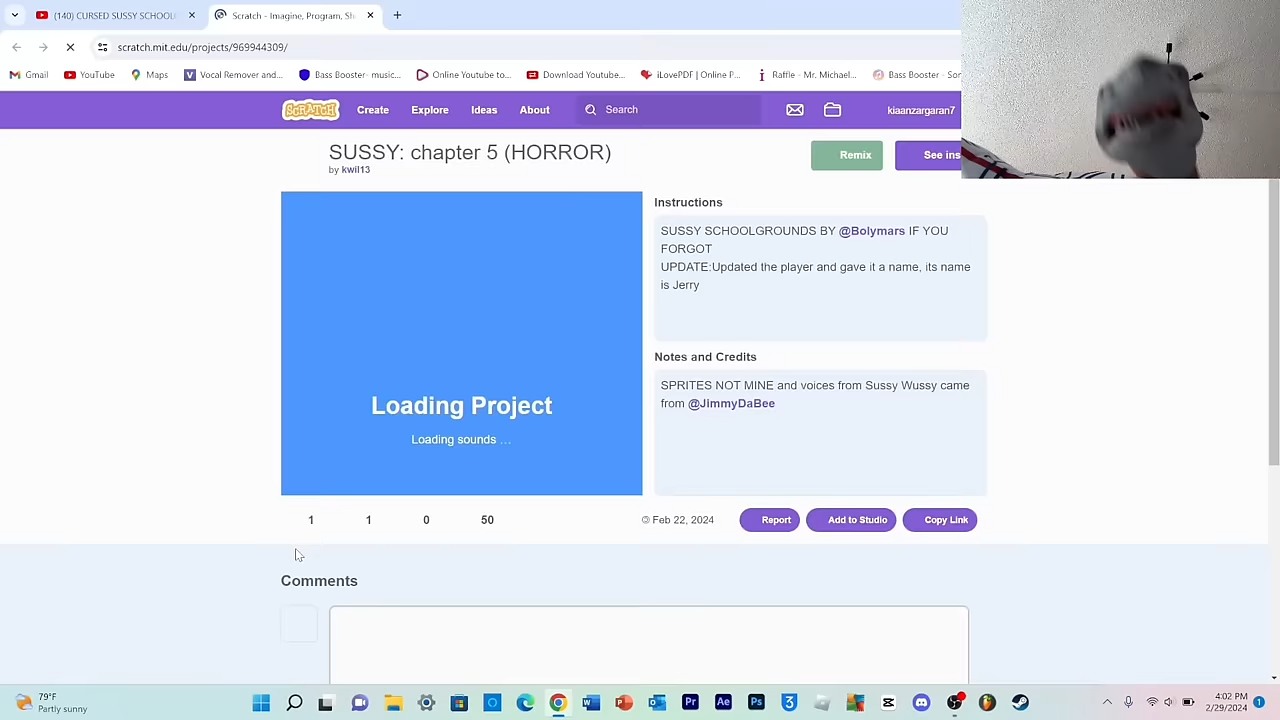 (140) CURSED SUSSY SCHOOL
Scratch - Imagine, Program, Sh
scratch.mit.edu/projects/969944309/
Gmail
YouTube
Maps
Vocal Remover and...
Bass Booster- music...
Online Youtube to...
Download Youtube...
iLovePDF | Online P...
Raffle - Mr. Michael...
Bass Booster - Son
SCRATCH
Create
Explore
Ideas
About
Search
kiaanzargaran7
SUSSY: chapter 5 (HORROR)
by kwil13
Remix
See ins
Loading Project
Loading sounds …
Instructions
SUSSY SCHOOLGROUNDS BY @Bolymars IF YOU
FORGOT
UPDATE:Updated the player and gave it a name, its name
is Jerry
Notes and Credits
SPRITES NOT MINE and voices from Sussy Wussy came
from @JimmyDaBee
1
1
0
50
© Feb 22, 2024
Report
Add to Studio
Copy Link
Comments
79°F
Partly sunny
4:02 PM
2/29/2024
1